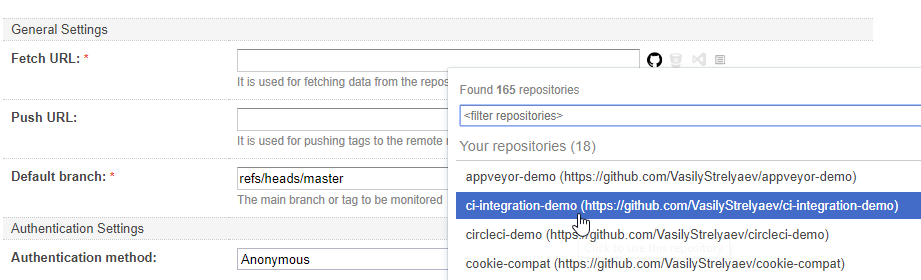 General Settings
Fetch URL: *
It is used for fetching data from the repos
Push URL:
It is used for pushing tags to the remote r
Default branch: *
refs/heads/master
The main branch or tag to be monitored
Authentication Settings
Authentication method:
Anonymous
Found 165 repositories
<filter repositories>
Your repositories (18)
appveyor-demo (https://github.com/VasilyStrelyaev/appveyor-demo)
ci-integration-demo (https://github.com/VasilyStrelyaev/ci-integration-demo)
circleci-demo (https://github.com/VasilyStrelyaev/circleci-demo)
cookie-compat (https://github.com/VasilyStrelyaev/cookie-compat)